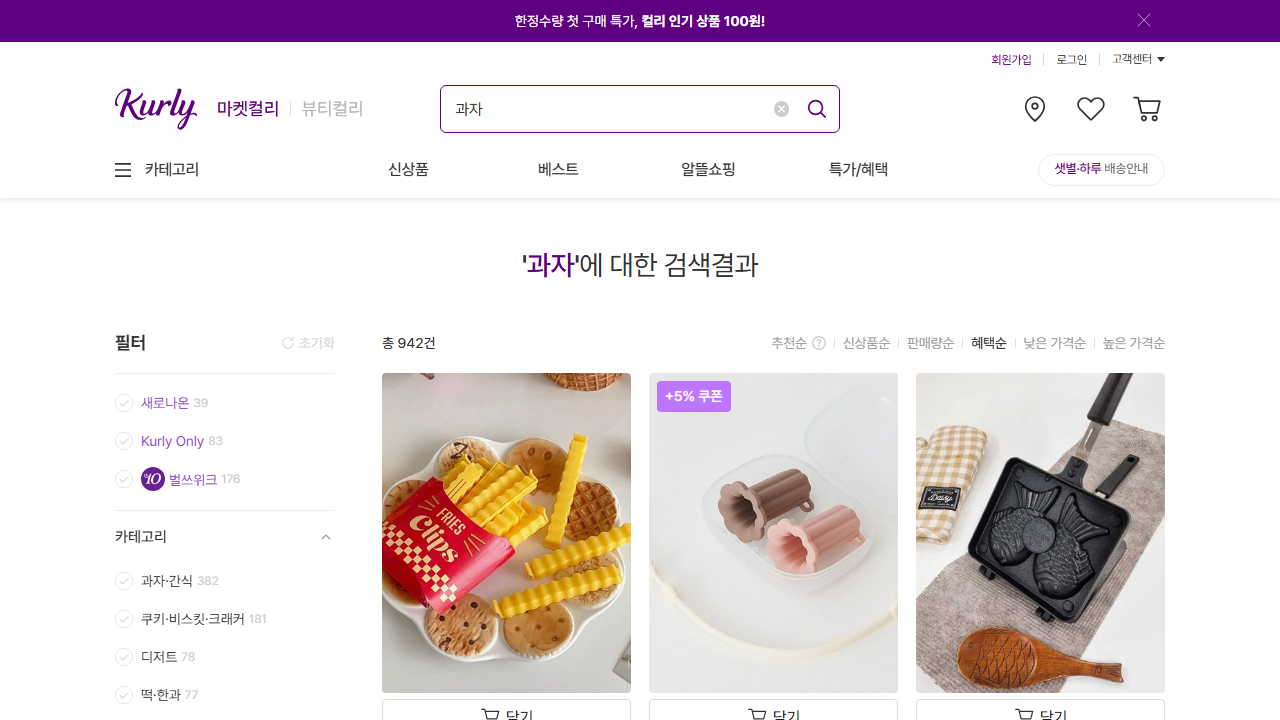 한정수량 첫 구매 특가, 컬리 인기 상품 100원!
회원가입
로그인
고객센터
Kurly
마켓컬리
뷰티컬리
과자
카테고리
신상품
베스트
알뜰쇼핑
특가/혜택
샛별·하루 배송안내
'과자'에 대한 검색결과
필터
초기화
총 942건
추천순
신상품순
판매량순
혜택순
낮은 가격순
높은 가격순
새로나온 39
Kurly Only 83
10 벌쓰위크 176
카테고리
과자·간식 382
쿠키·비스킷·크래커 181
디저트 78
떡·한과 77
FRIES
Clips
+5% 쿠폰
Daisy
담기
담기
담기